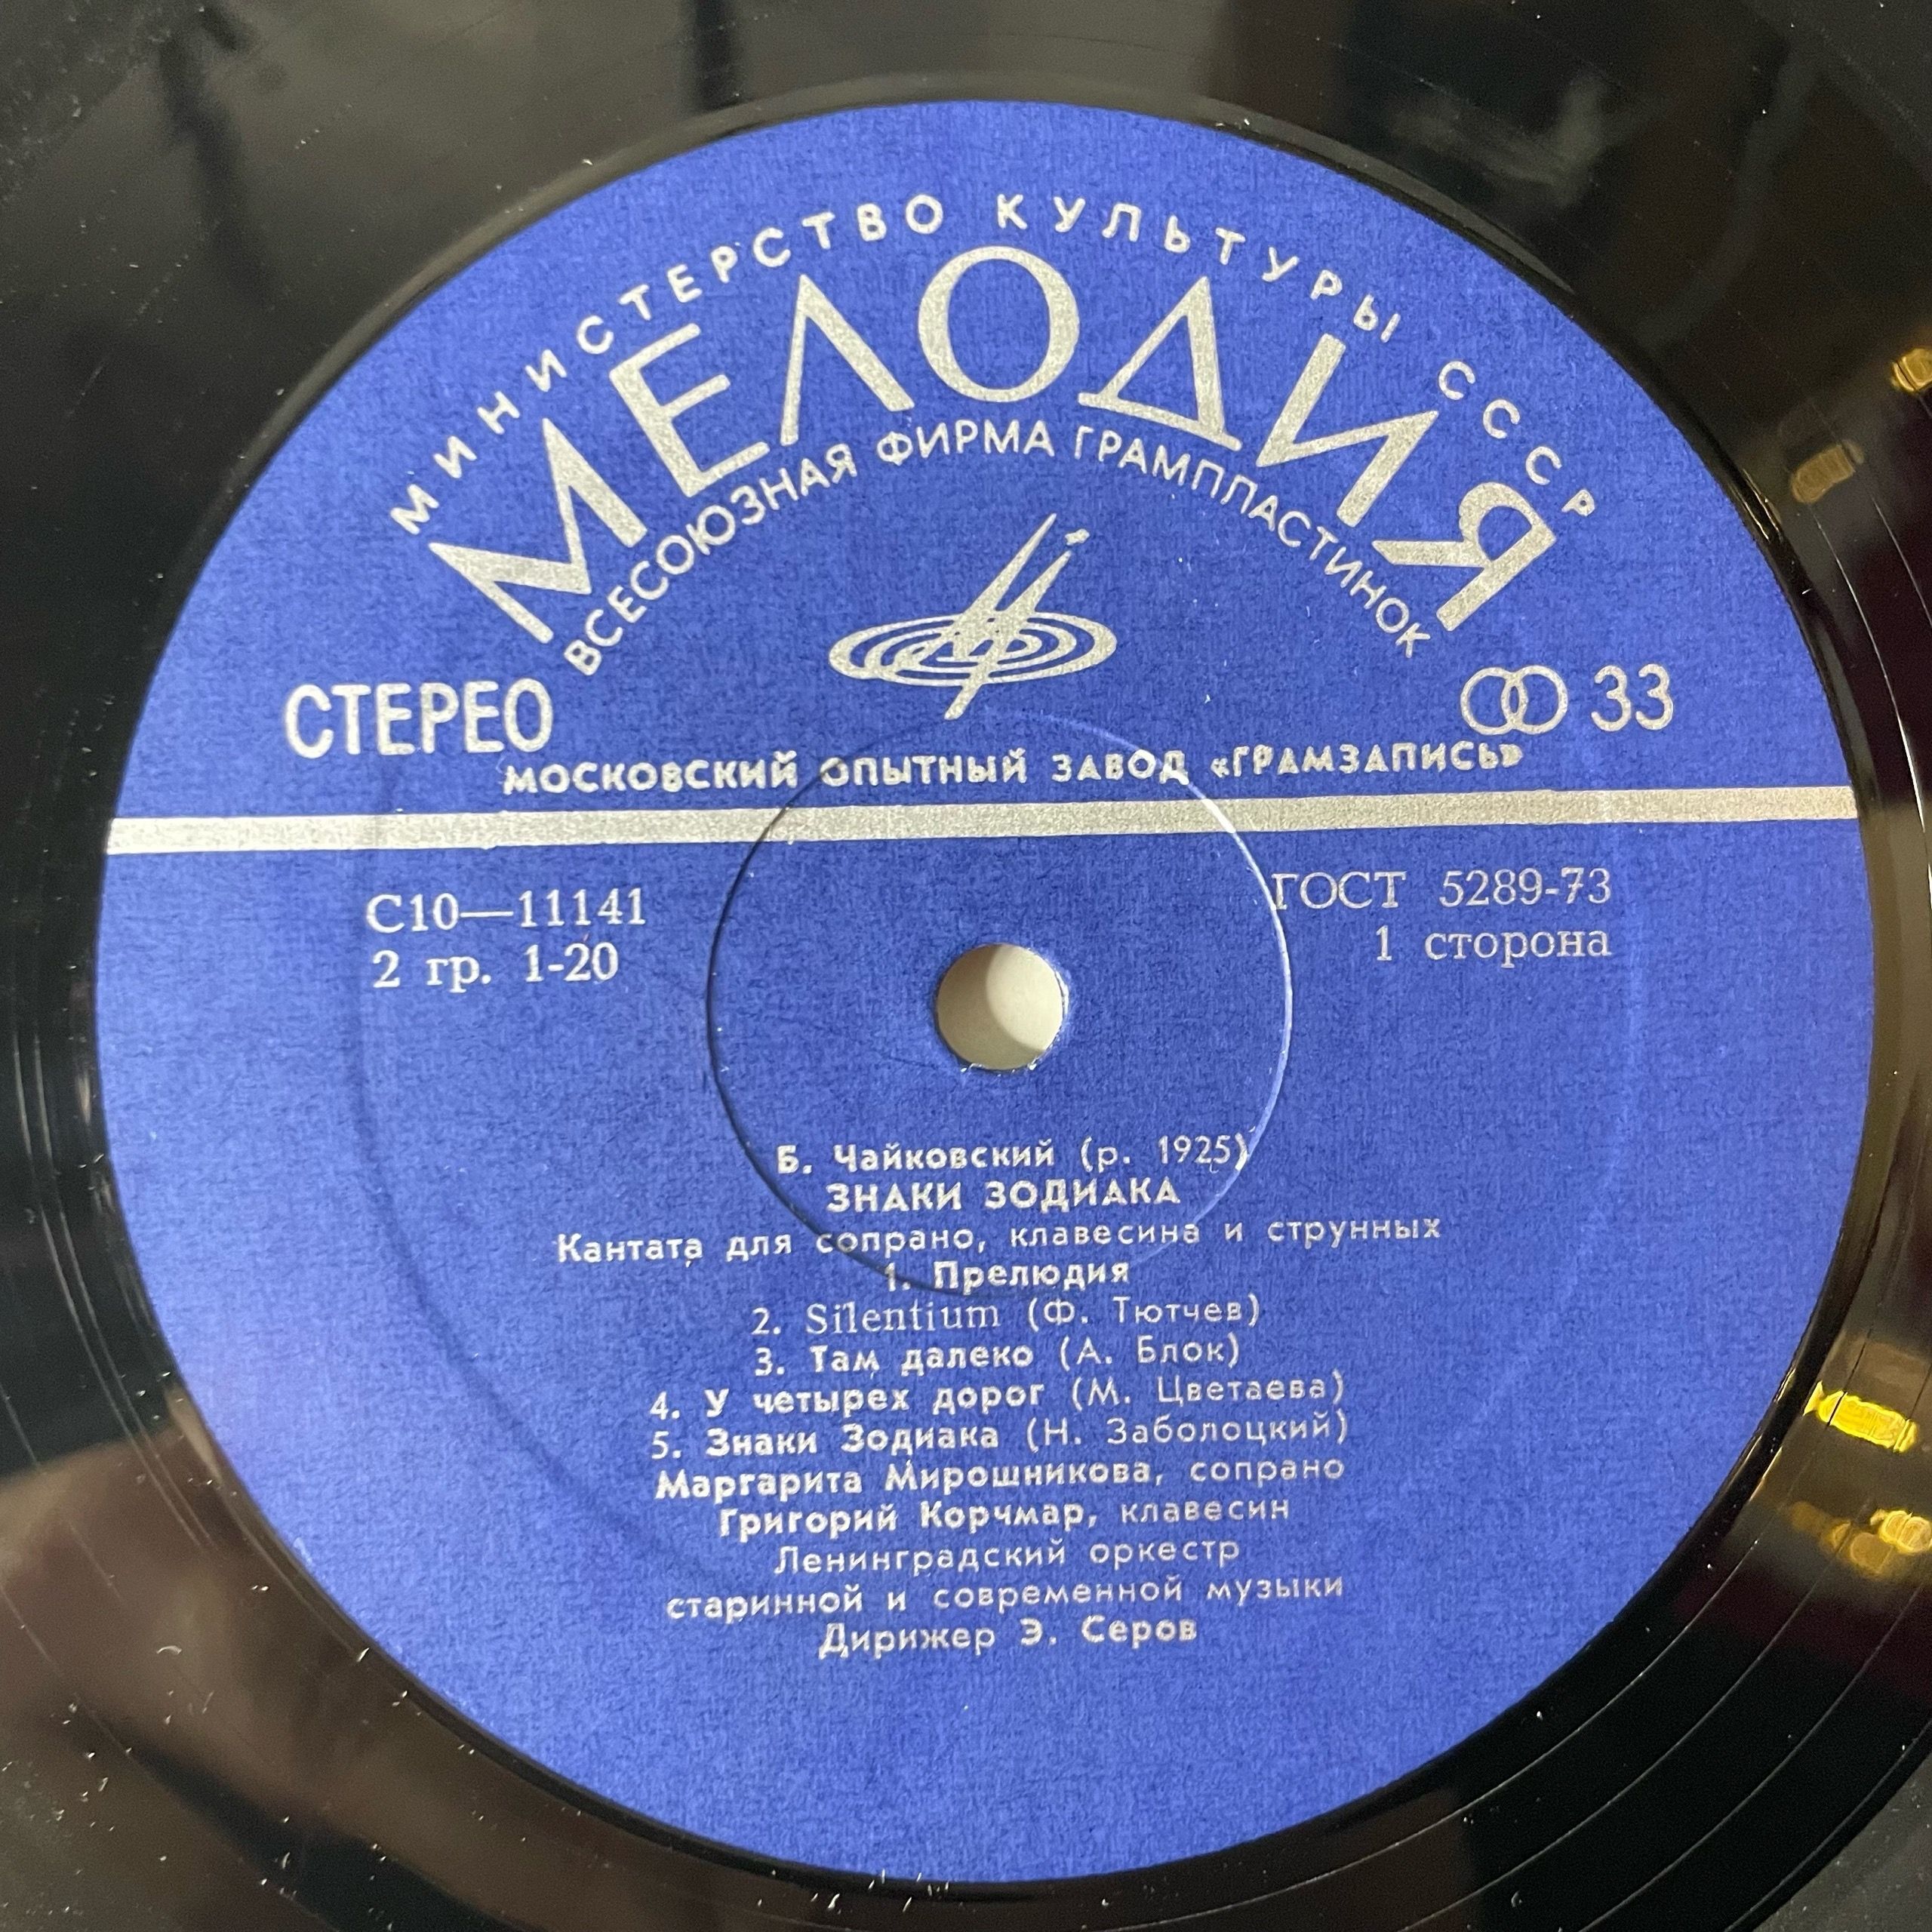 МИНИСТЕРСТВО КУЛЬТУРЫ СССР
МЕЛОДИЯ
ВСЕСОЮЗНАЯ ФИРМА ГРАМПЛАСТИНОК
СТЕРЕО
33
МОСКОВСКИЙ ОПЫТНЫЙ ЗАВОД «ГРАМЗАПИСЬ»
С10—11141
ГОСТ 5289-73
2 гр. 1-20
1 сторона
Б. Чайковский (р. 1925)
ЗНАКИ ЗОДИАКА
Кантата для сопрано, клавесина и струнных
1. Прелюдия
2. Silentium (Ф. Тютчев)
3. Там далеко (А. Блок)
4. У четырех дорог (М. Цветаева)
5. Знаки Зодиака (Н. Заболоцкий)
Маргарита Мирошникова, сопрано
Григорий Корчмар, клавесин
Ленинградский оркестр
старинной и современной музыки
Дирижер Э. Серов